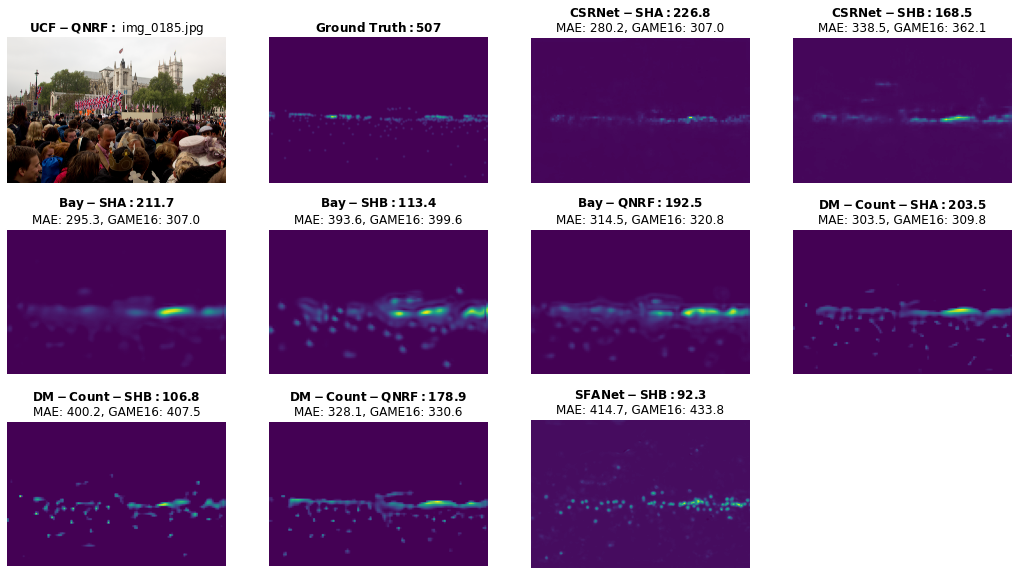 UCF − QNRF : img_0185.jpg
Ground Truth : 507
CSRNet − SHA : 226.8
MAE: 280.2, GAME16: 307.0
CSRNet − SHB : 168.5
MAE: 338.5, GAME16: 362.1
Bay − SHA : 211.7
MAE: 295.3, GAME16: 307.0
Bay − SHB : 113.4
MAE: 393.6, GAME16: 399.6
Bay − QNRF : 192.5
MAE: 314.5, GAME16: 320.8
DM − Count − SHA : 203.5
MAE: 303.5, GAME16: 309.8
DM − Count − SHB : 106.8
MAE: 400.2, GAME16: 407.5
DM − Count − QNRF : 178.9
MAE: 328.1, GAME16: 330.6
SFANet − SHB : 92.3
MAE: 414.7, GAME16: 433.8